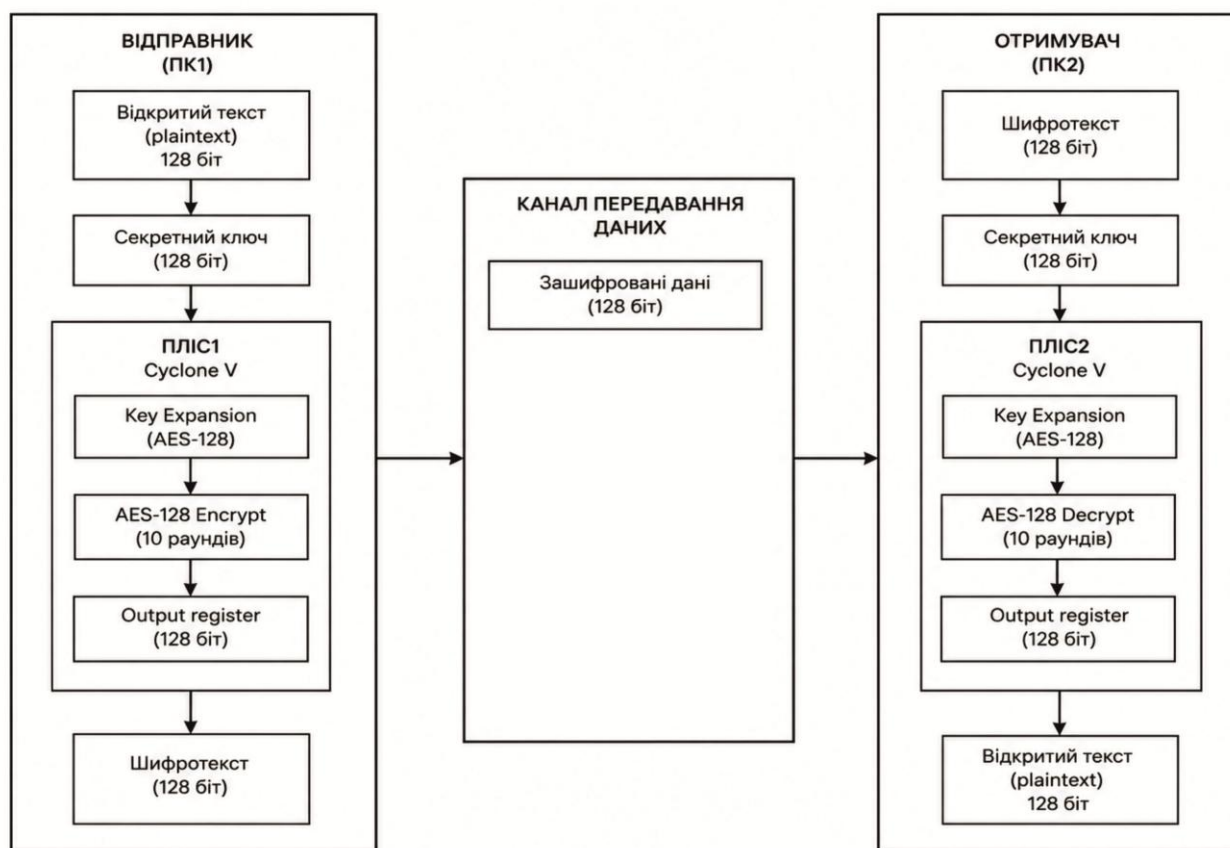 ВІДПРАВНИК
(ПК1)
Відкритий текст
(plaintext)
128 біт
Секретний ключ
(128 біт)
ПЛІС1
Cyclone V
Key Expansion
(AES-128)
AES-128 Encrypt
(10 раундів)
Output register
(128 біт)
Шифротекст
(128 біт)
КАНАЛ ПЕРЕДАВАННЯ
ДАНИХ
Зашифровані дані
(128 біт)
ОТРИМУВАЧ
(ПК2)
Шифротекст
(128 біт)
Секретний ключ
(128 біт)
ПЛІС2
Cyclone V
Key Expansion
(AES-128)
AES-128 Decrypt
(10 раундів)
Output register
(128 біт)
Відкритий текст
(plaintext)
128 біт